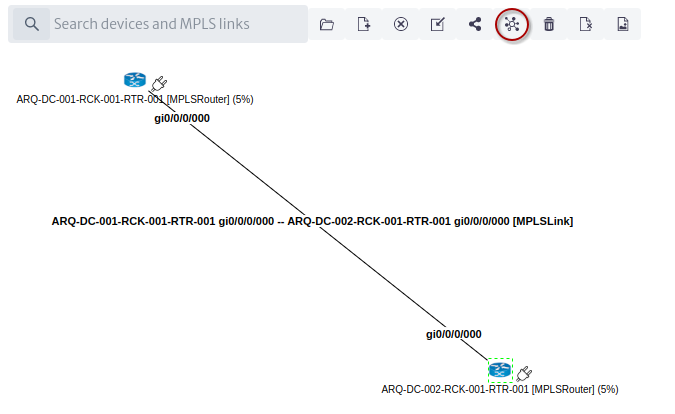 Search devices and MPLS links
ARQ-DC-001-RCK-001-RTR-001 [MPLSRouter] (5%)
gi0/0/0/000
ARQ-DC-001-RCK-001-RTR-001 gi0/0/0/000 -- ARQ-DC-002-RCK-001-RTR-001 gi0/0/0/000 [MPLSLink]
gi0/0/0/000
ARQ-DC-002-RCK-001-RTR-001 [MPLSRouter] (5%)